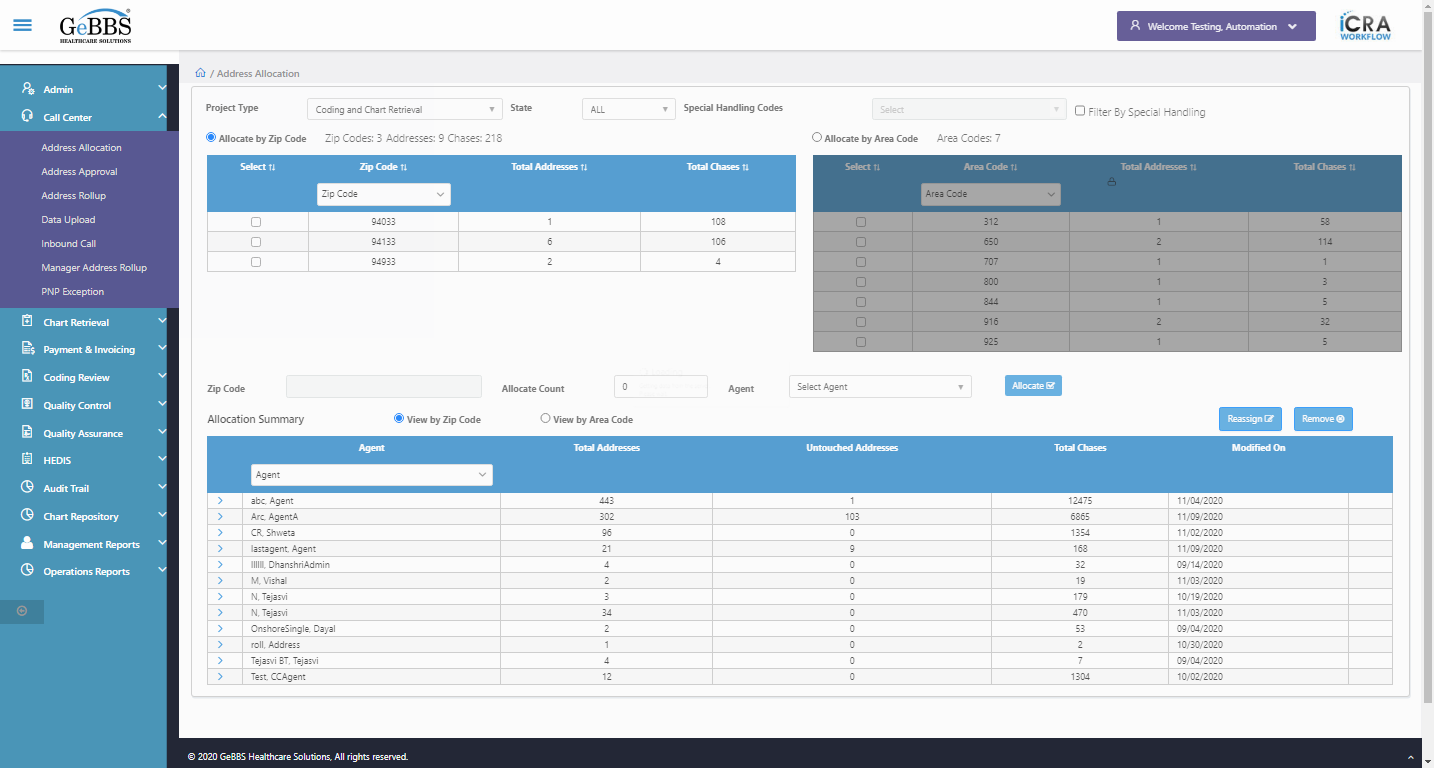 GeBBS
HEALTHCARE SOLUTIONS
Welcome Testing, Automation
iCRA
WORKFLOW
/ Address Allocation
Admin
Call Center
Address Allocation
Address Approval
Address Rollup
Data Upload
Inbound Call
Manager Address Rollup
PNP Exception
Chart Retrieval
Payment & Invoicing
Coding Review
Quality Control
Quality Assurance
HEDIS
Audit Trail
Chart Repository
Management Reports
Operations Reports
Project Type Coding and Chart Retrieval State ALL Special Handling Codes Select Filter By Special Handling
Allocate by Zip Code Zip Codes: 3 Addresses: 9 Chases: 218
Select Zip Code Total Addresses Total Chases
Zip Code
94033 1 108
94133 6 106
94933 2 4
Allocate by Area Code Area Codes: 7
Select Area Code Total Addresses Total Chases
Area Code
312 1 58
650 2 114
707 1 1
800 1 3
844 1 5
916 2 32
925 1 5
Zip Code Allocate Count 0 Agent Select Agent Allocate
Allocation Summary View by Zip Code View by Area Code Reassign Remove
Agent Total Addresses Untouched Addresses Total Chases Modified On
Agent
abc, Agent 443 1 12475 11/04/2020
Arc, AgentA 302 103 6865 11/09/2020
CR, Shweta 96 0 1354 11/02/2020
lastagent, Agent 21 9 168 11/09/2020
DhanshriAdmin 4 0 32 09/14/2020
M, Vishal 2 0 19 11/03/2020
N, Tejasvi 3 0 179 10/19/2020
N, Tejasvi 34 0 470 11/03/2020
OnshoreSingle, Dayal 2 0 53 09/04/2020
roll, Address 1 0 2 10/30/2020
Tejasvi BT, Tejasvi 4 0 7 09/04/2020
Test, CCAgent 12 0 1304 10/02/2020
© 2020 GeBBS Healthcare Solutions, All rights reserved.